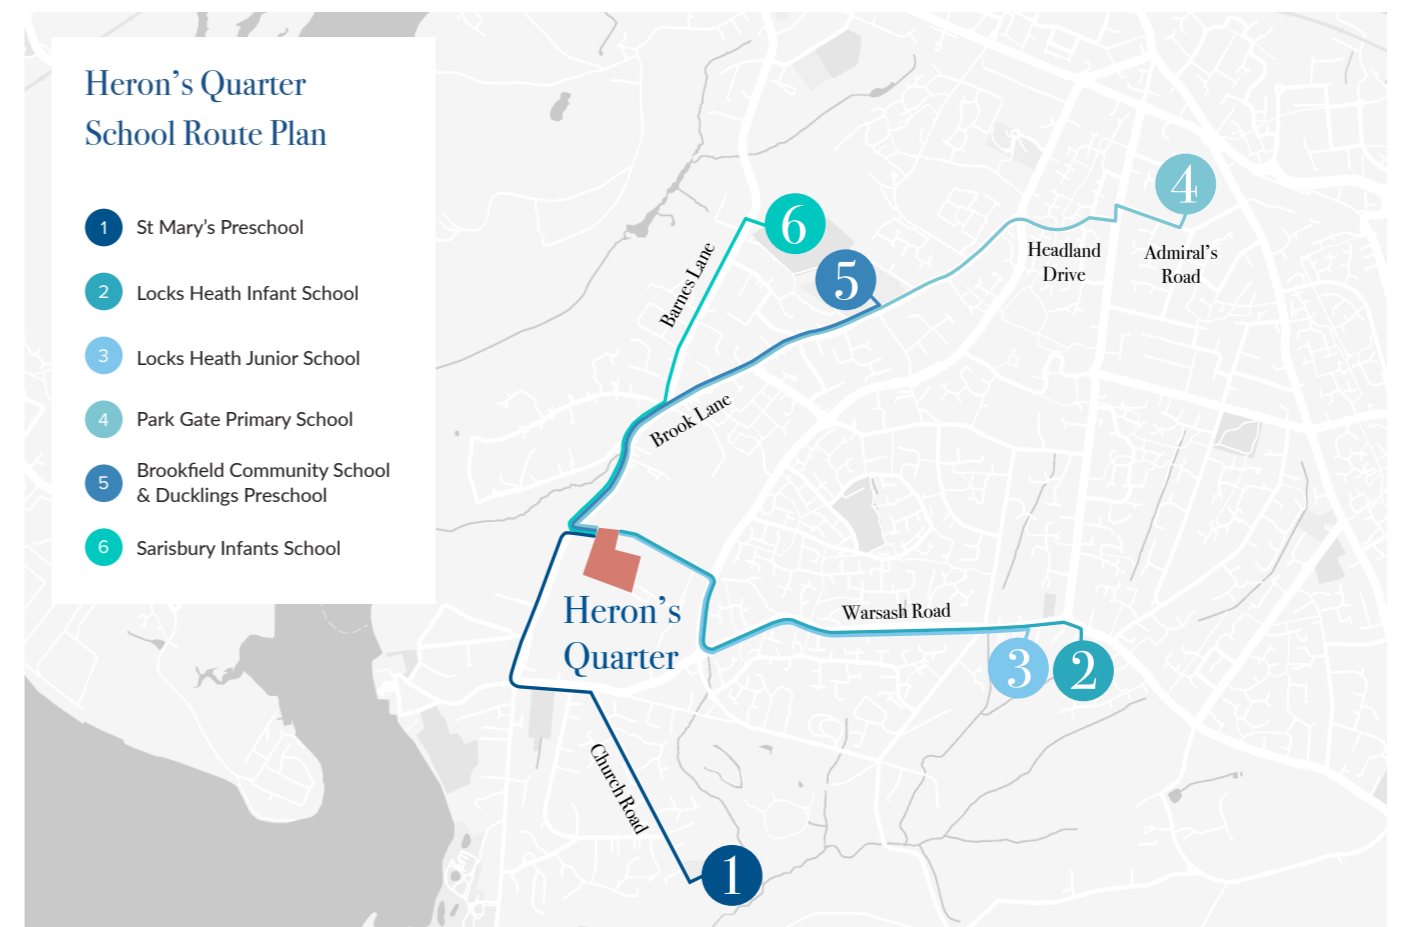 Heron’s Quarter
School Route Plan
1 St Mary’s Preschool
2 Locks Heath Infant School
3 Locks Heath Junior School
4 Park Gate Primary School
5 Brookfield Community School
& Ducklings Preschool
6 Sarisbury Infants School
4
6
5
Headland
Drive
Admiral’s
Road
Barnes Lane
Brook Lane
Heron’s
Quarter
Warsash Road
3
2
Church Road
1